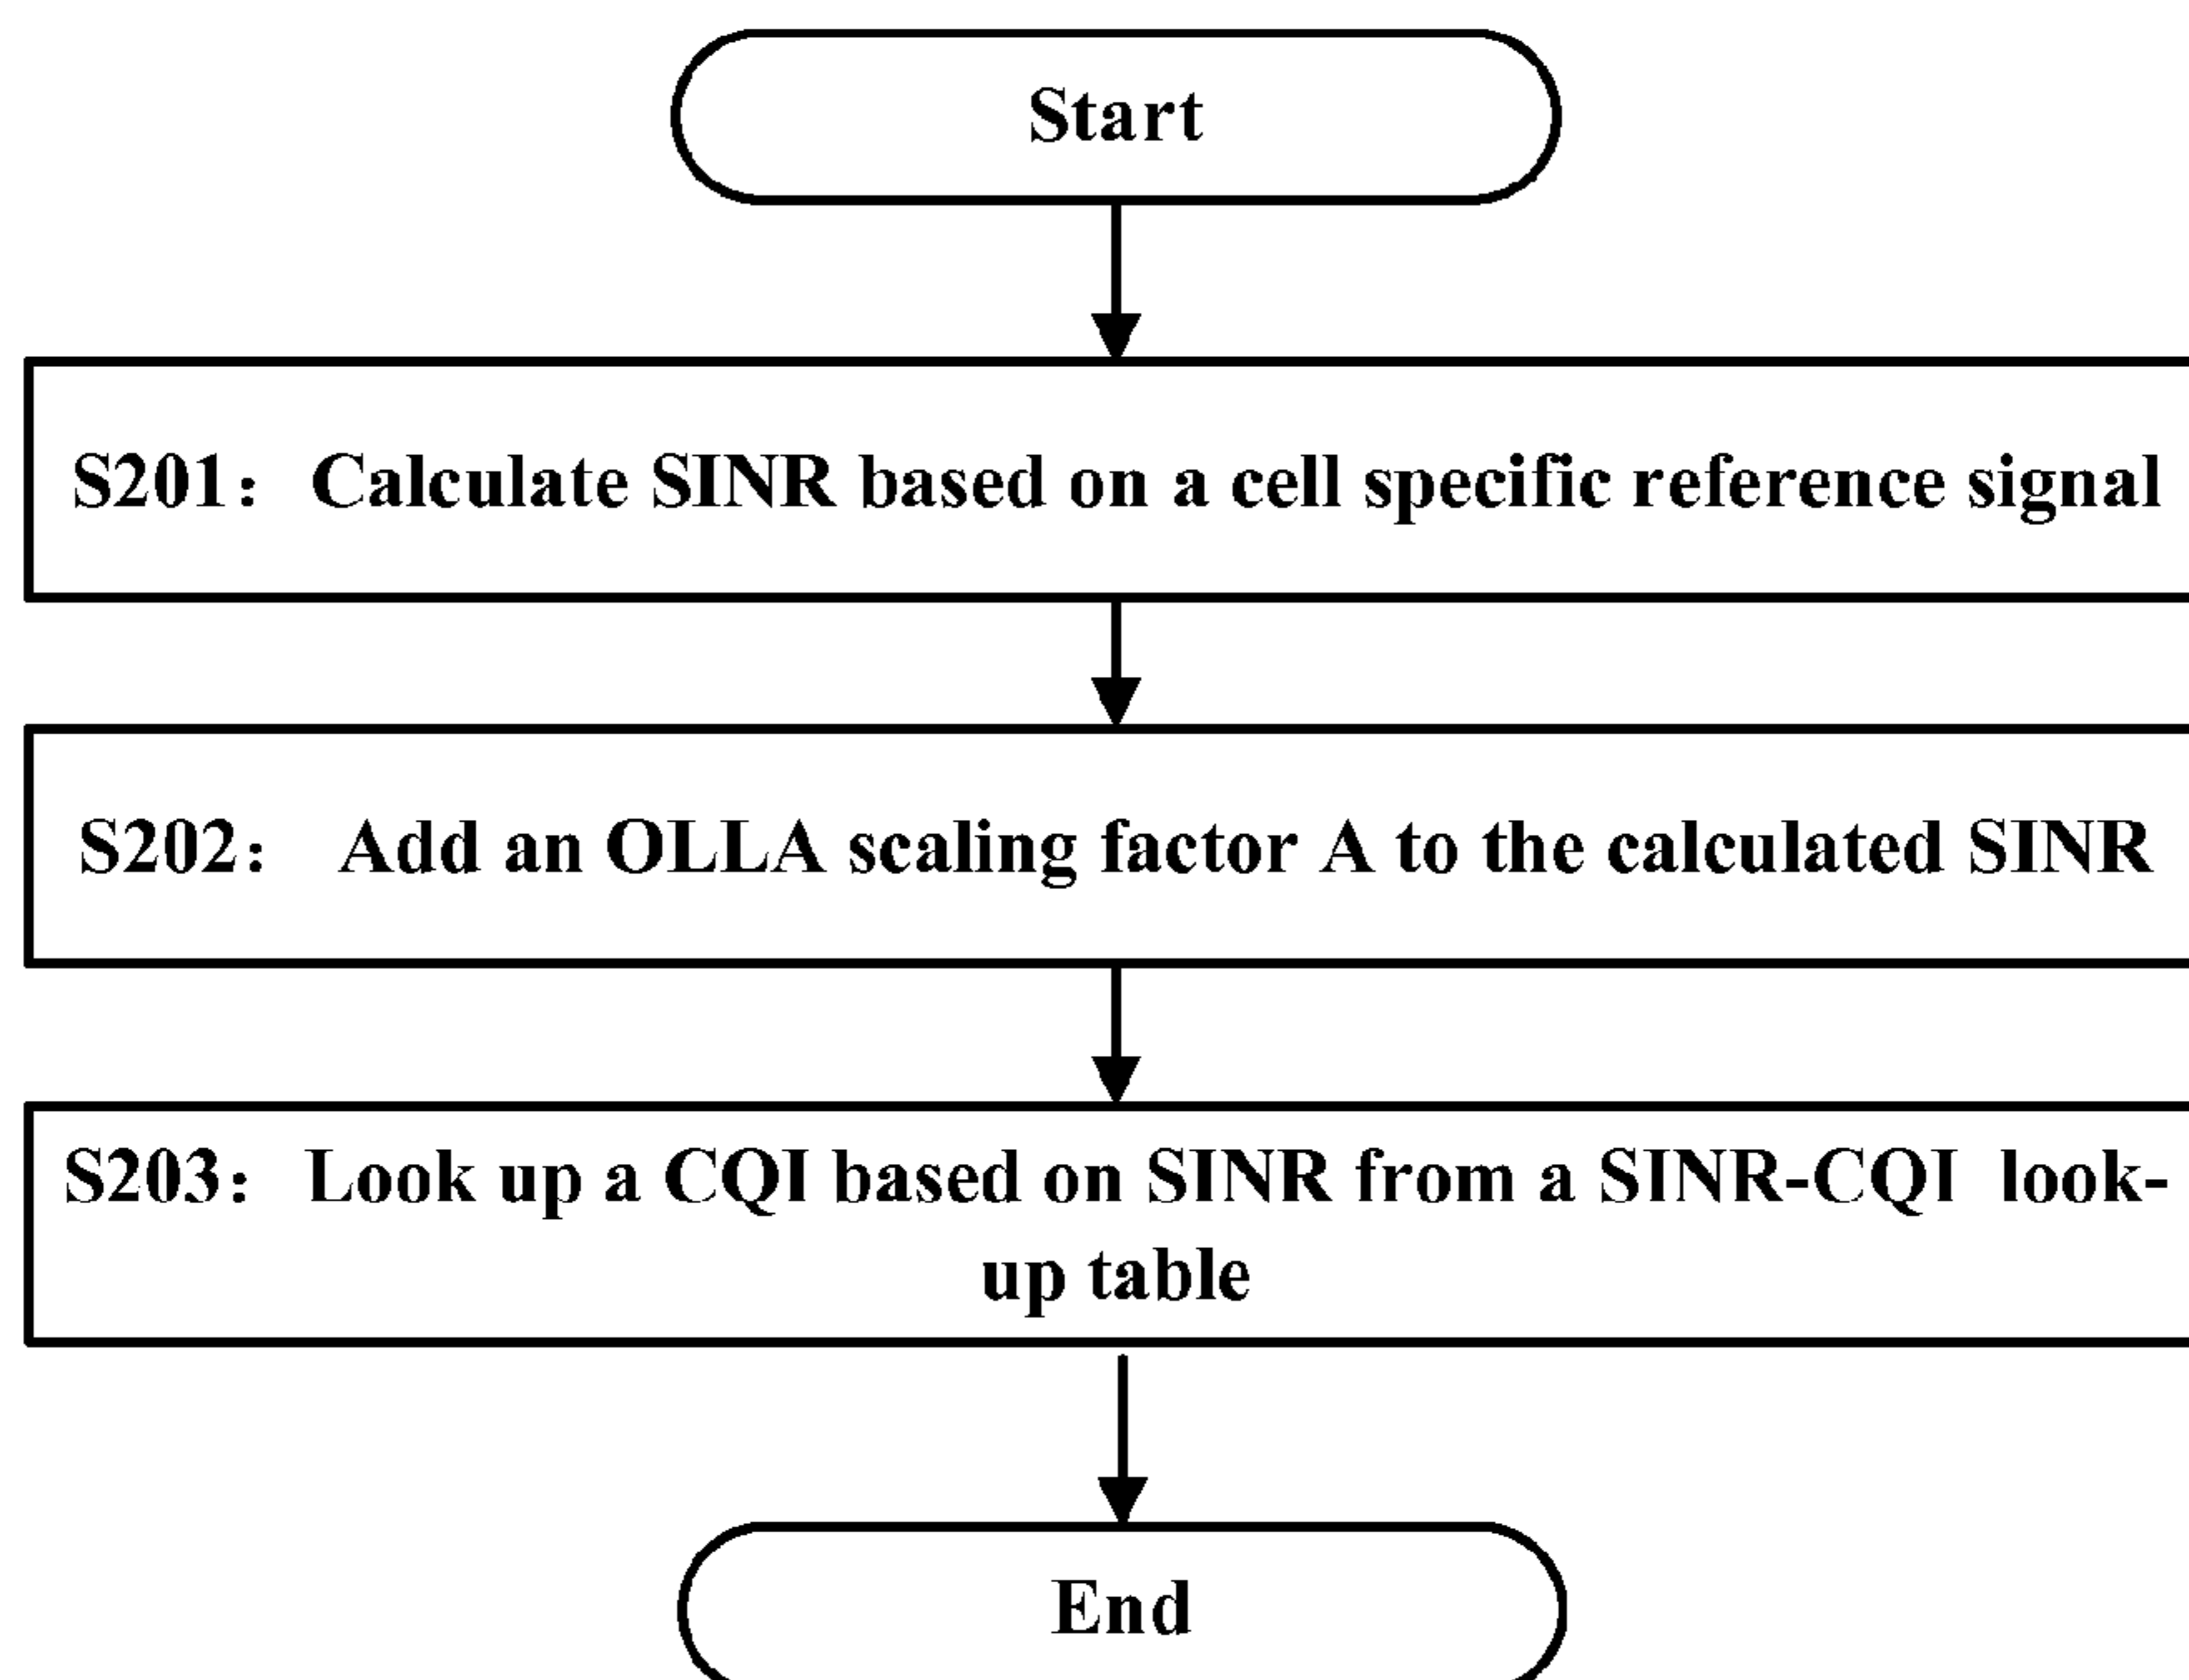 Start
S201: Calculate SINR based on a cell specific reference signal
S202: Add an OLLA scaling factor A to the calculated SINR
S203: Look up a CQI based on SINR from a SINR-CQI look-
up table
End